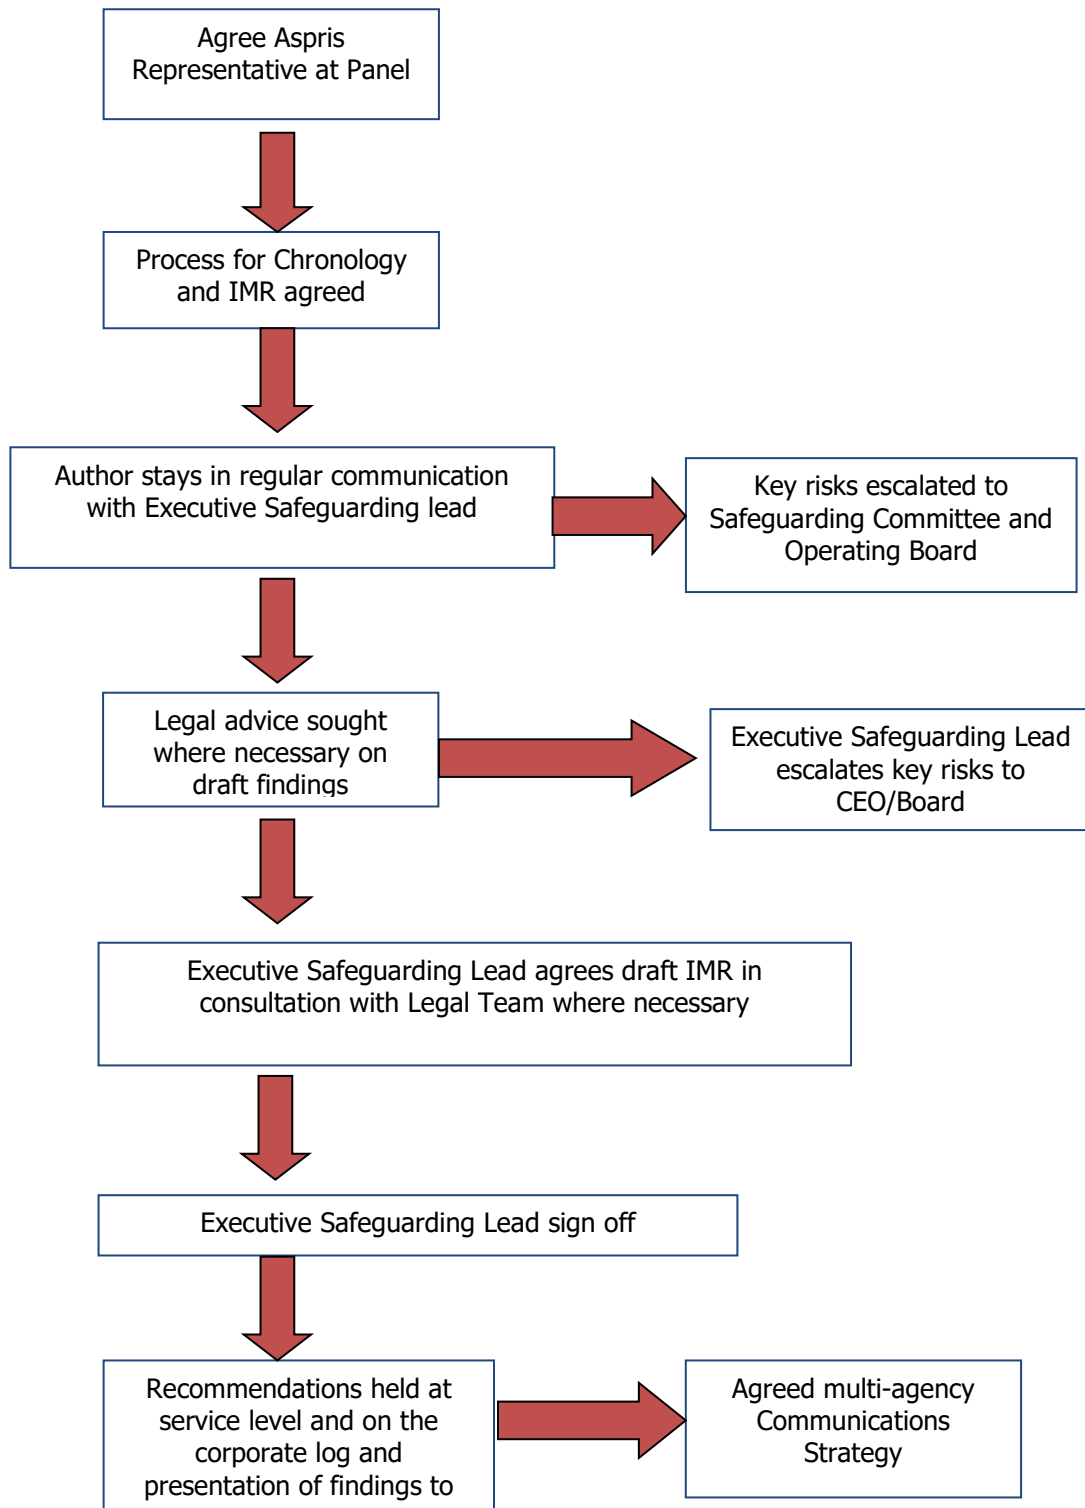 Agree Aspris
Representative at Panel
Process for Chronology
and IMR agreed
Author stays in regular communication
with Executive Safeguarding lead
Key risks escalated to
Safeguarding Committee and
Operating Board
Legal advice sought
where necessary on
draft findings
Executive Safeguarding Lead
escalates key risks to
CEO/Board
Executive Safeguarding Lead agrees draft IMR in
consultation with Legal Team where necessary
Executive Safeguarding Lead sign off
Recommendations held at
service level and on the
corporate log and
presentation of findings to
Agreed multi-agency
Communications
Strategy